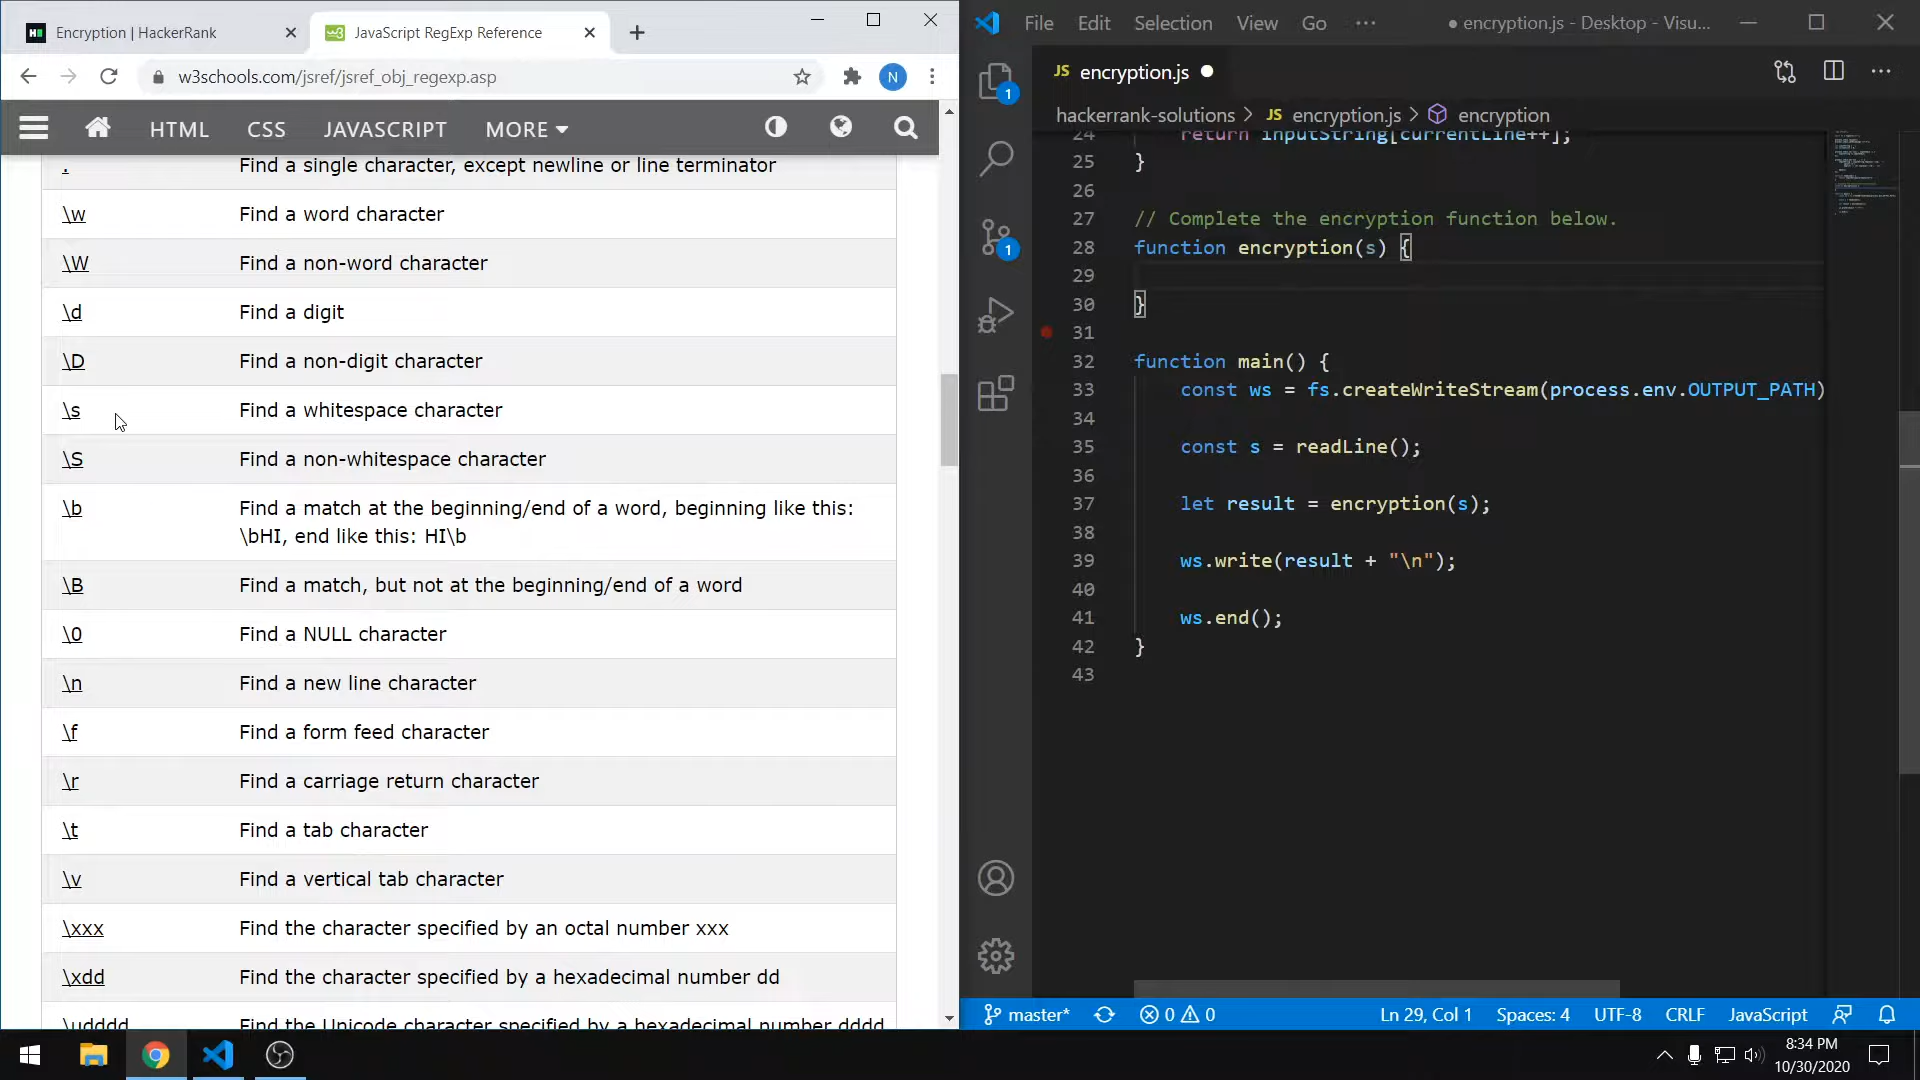 Encryption | HackerRank
JavaScript RegExp Reference
w3schools.com/jsref/jsref_obj_regexp.asp
N
HTML
CSS
JAVASCRIPT
MORE
. Find a single character, except newline or line terminator
\w Find a word character
\W Find a non-word character
\d Find a digit
\D Find a non-digit character
\s Find a whitespace character
\S Find a non-whitespace character
\b Find a match at the beginning/end of a word, beginning like this:
\bHI, end like this: HI\b
\B Find a match, but not at the beginning/end of a word
\0 Find a NULL character
\n Find a new line character
\f Find a form feed character
\r Find a carriage return character
\t Find a tab character
\v Find a vertical tab character
\xxx Find the character specified by an octal number xxx
\xdd Find the character specified by a hexadecimal number dd
\udddd Find the Unicode character specified by a hexadecimal number dddd
File Edit Selection View Go ··· ● encryption.js - Desktop - Visu...
JS encryption.js
1
1
hackerrank-solutions > JS encryption.js > encryption
24 return inputString[currentLine++];
25 }
26
27 // Complete the encryption function below.
28 function encryption(s) {
29
30 }
31
32 function main() {
33 const ws = fs.createWriteStream(process.env.OUTPUT_PATH)
34
35 const s = readLine();
36
37 let result = encryption(s);
38
39 ws.write(result + "\n");
40
41 ws.end();
42 }
43
master* 0 0 Ln 29, Col 1 Spaces: 4 UTF-8 CRLF JavaScript
8:34 PM
10/30/2020